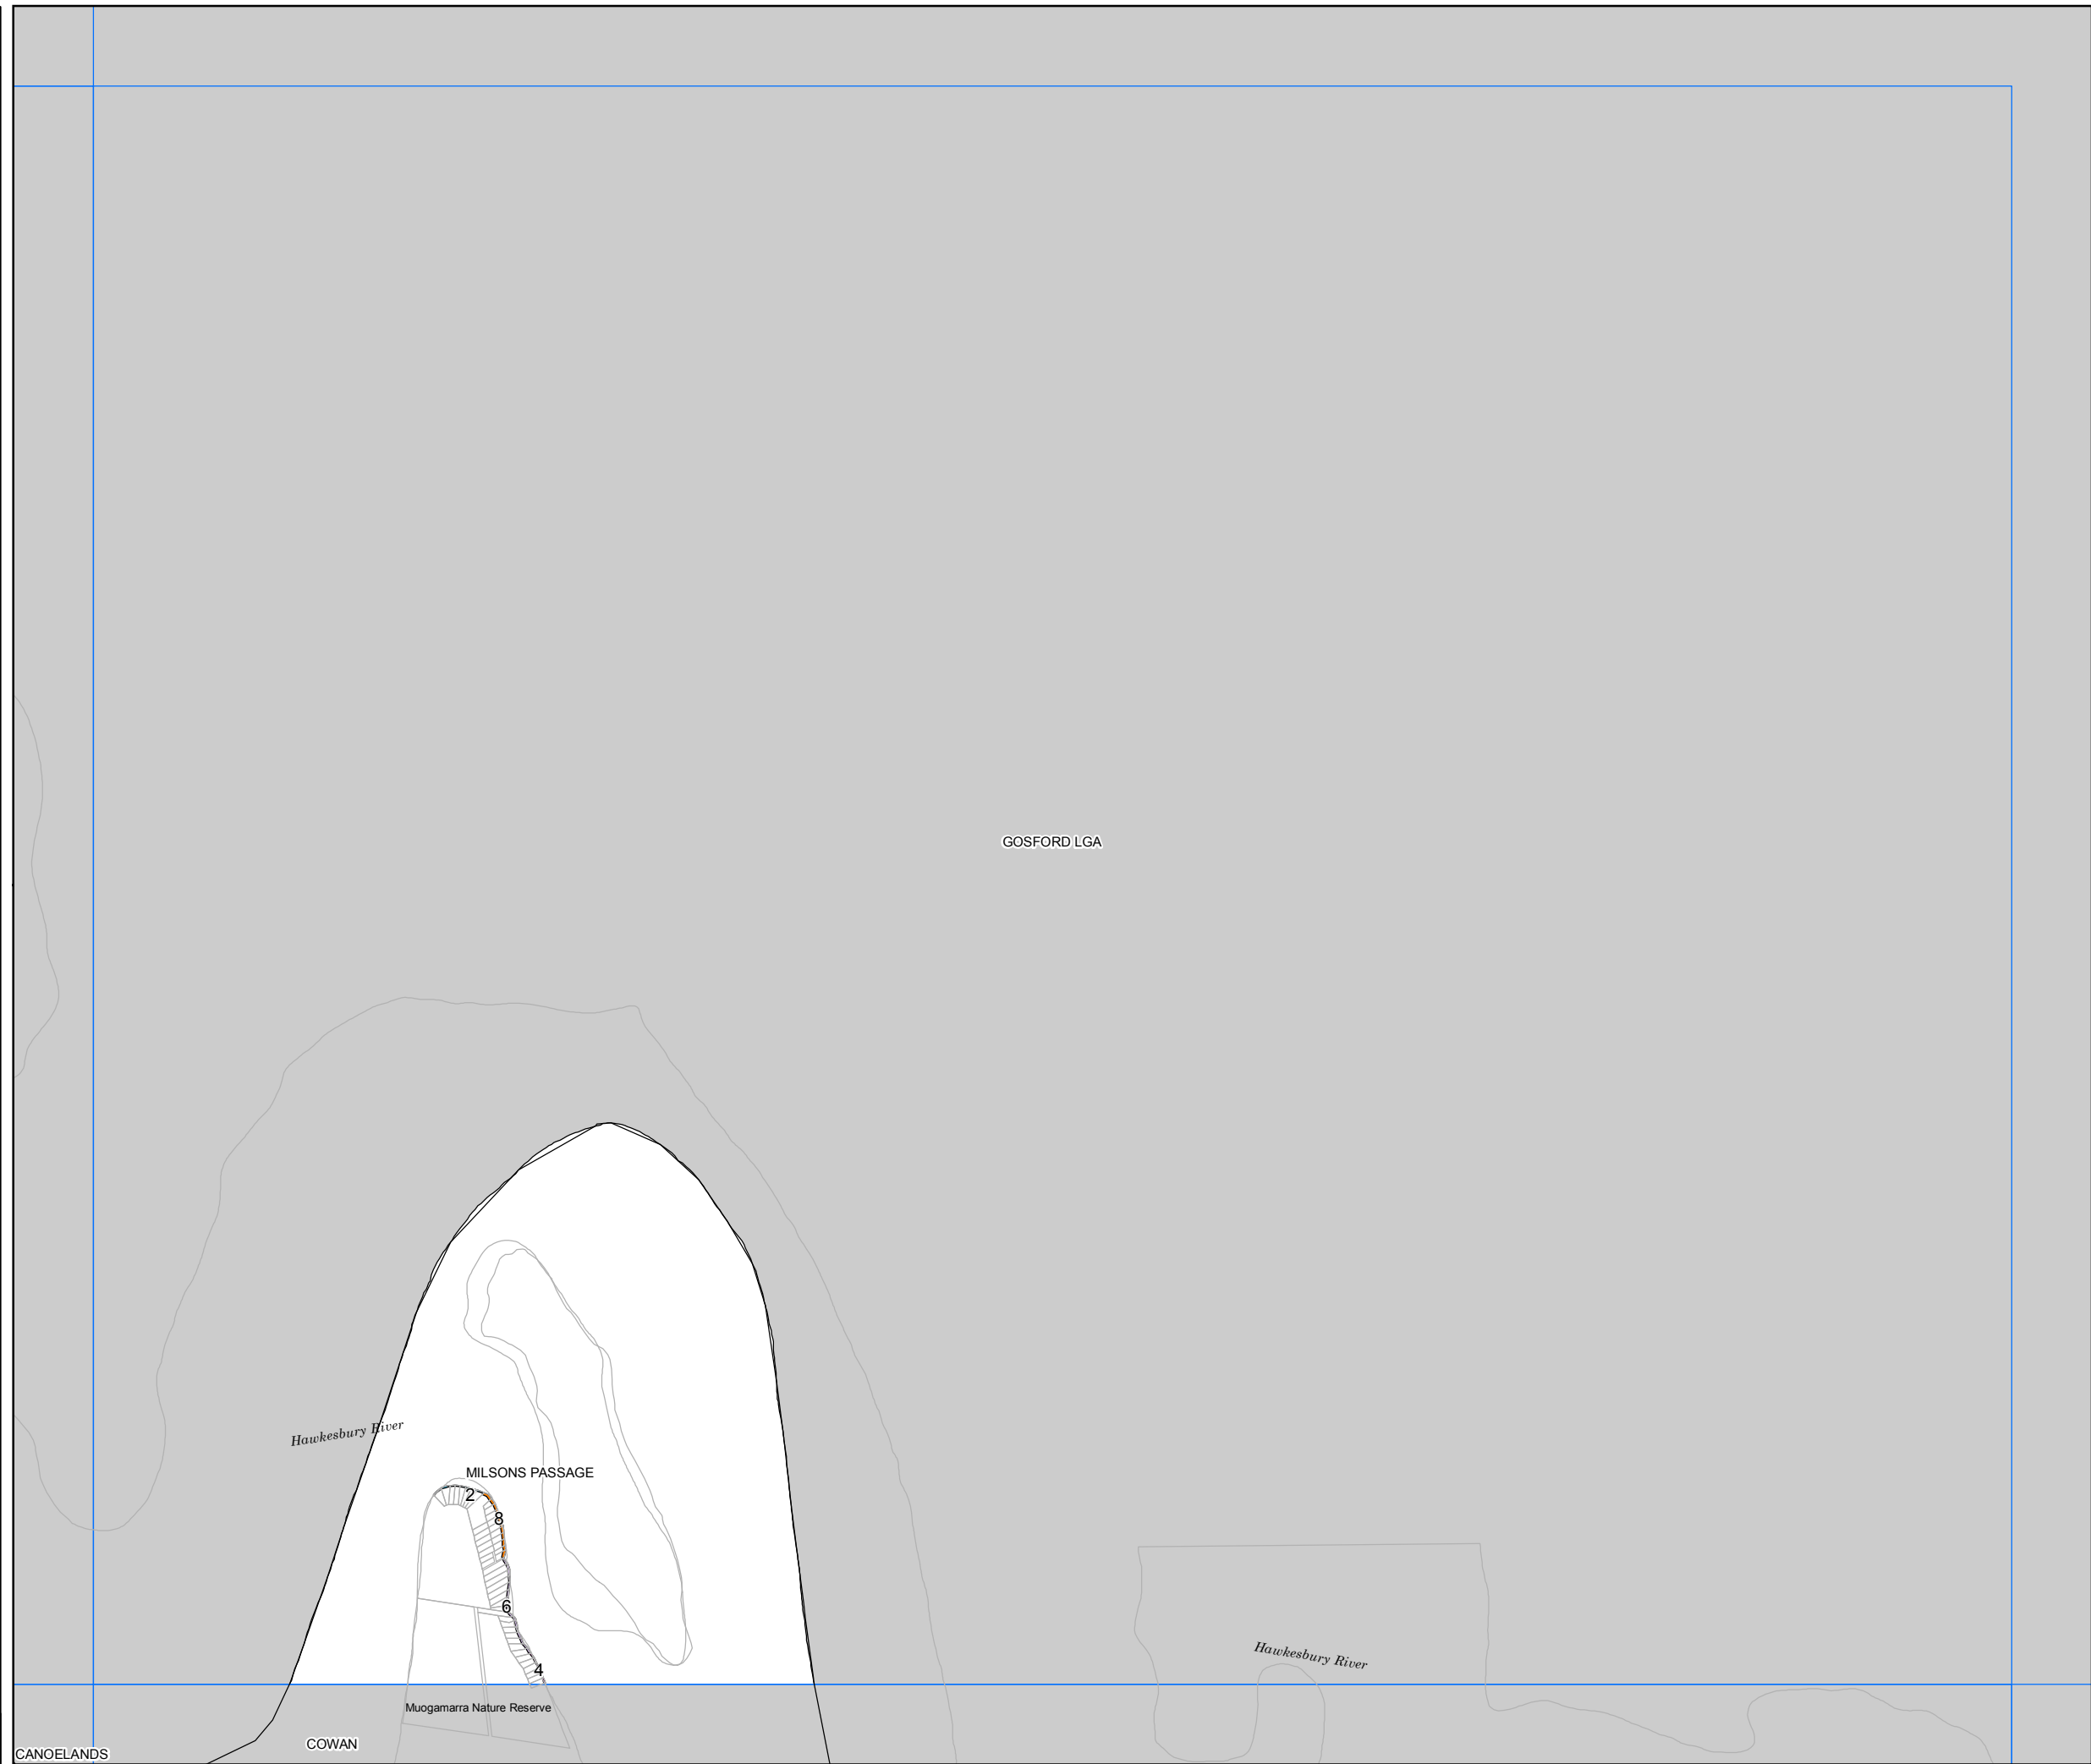 GOSFORD LGA
Hawkesbury River
MILSONS PASSAGE
2
8
6
Hawkesbury River
4
Muogamarra Nature Reserve
COWAN
CANOELANDS